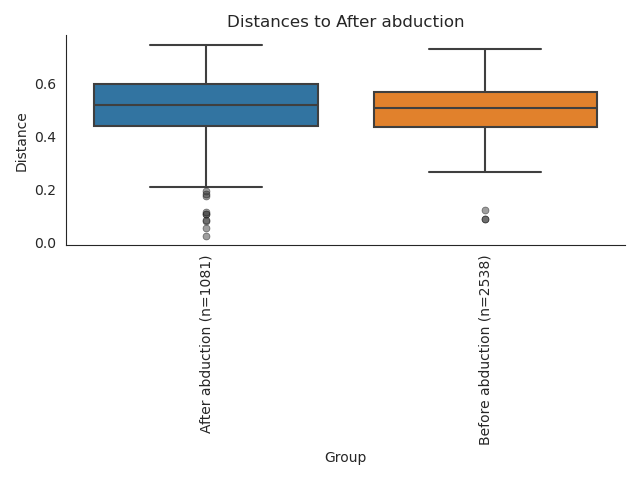 Distances to After abduction
Distance
0.6
0.4
0.2
0.0
After abduction (n=1081)
Before abduction (n=2538)
Group